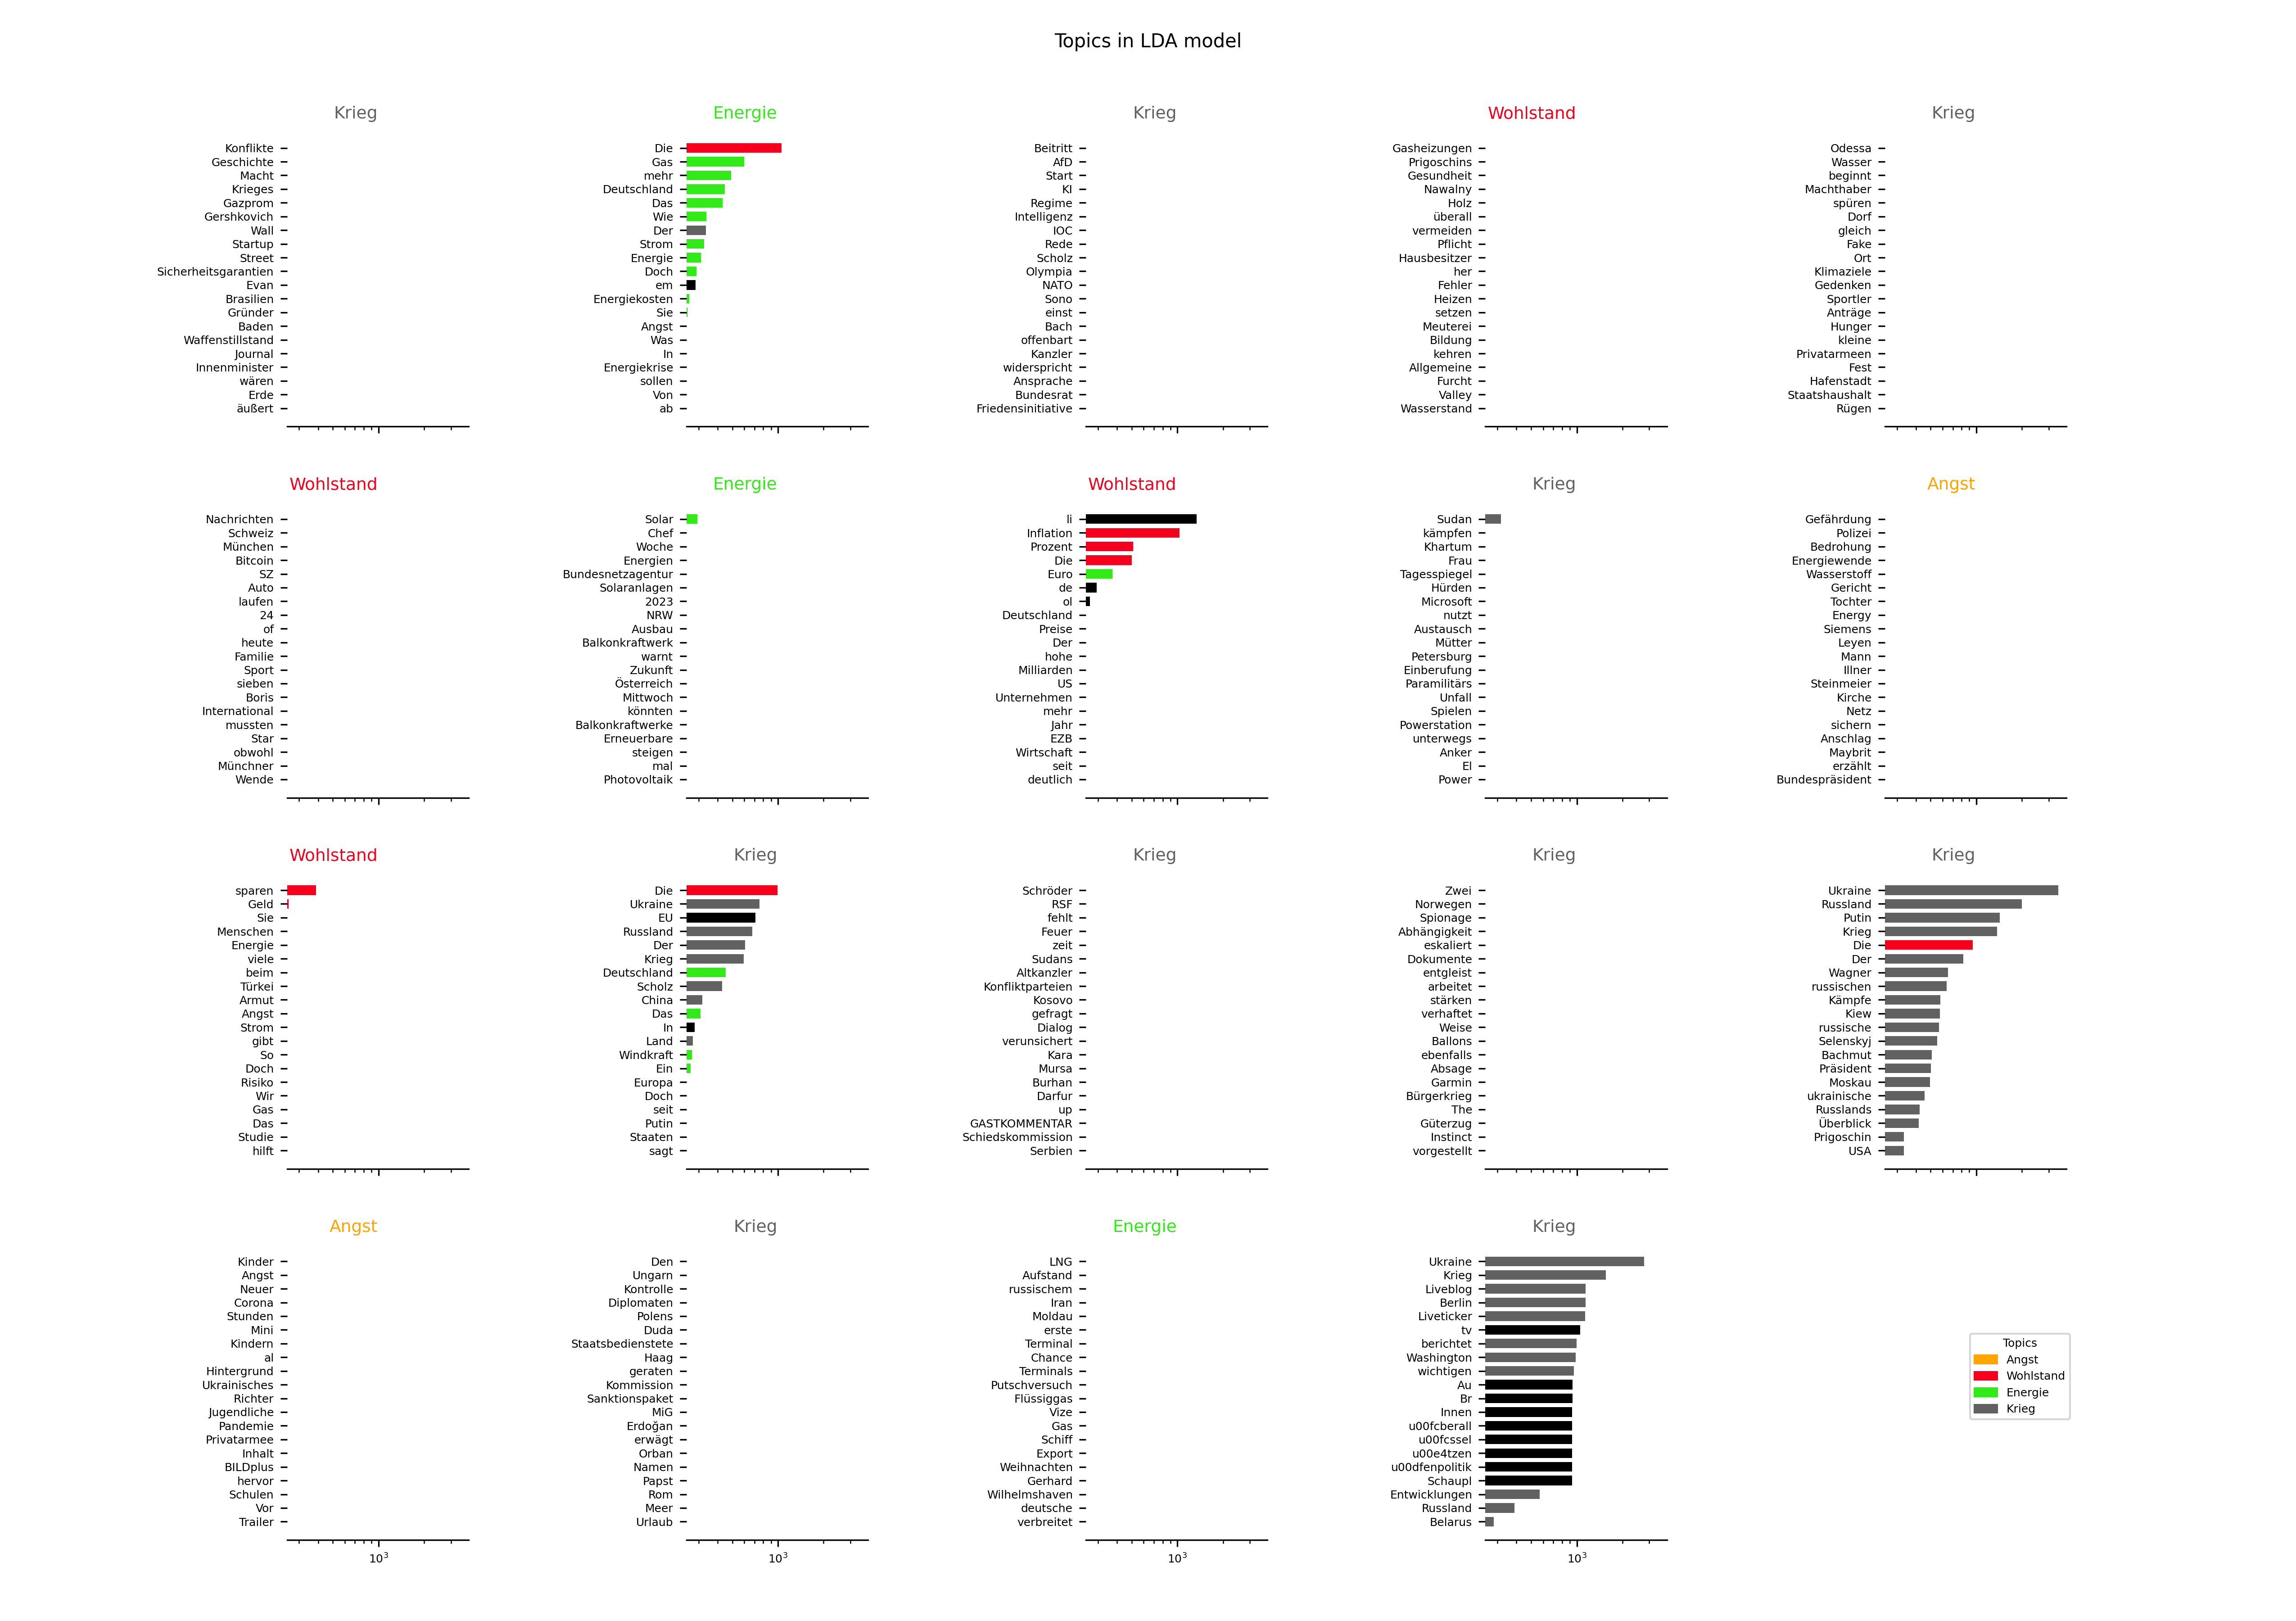 Topics in LDA model
Krieg
Konflikte
Geschichte
Macht
Krieges
Gazprom
Gershkovich
Wall
Startup
Street
Sicherheitsgarantien
Evan
Brasilien
Gründer
Baden
Waffenstillstand
Journal
Innenminister
wären
Erde
äußert
Energie
Die
Gas
mehr
Deutschland
Das
Wie
Der
Strom
Energie
Doch
em
Energiekosten
Sie
Angst
Was
In
Energiekrise
sollen
Von
ab
Krieg
Beitritt
AfD
Start
KI
Regime
Intelligenz
IOC
Rede
Scholz
Olympia
NATO
Sono
einst
Bach
offenbart
Kanzler
widerspricht
Ansprache
Bundesrat
Friedensinitiative
Wohlstand
Gasheizungen
Prigoschins
Gesundheit
Nawalny
Holz
überall
vermeiden
Pflicht
Hausbesitzer
her
Fehler
Heizen
setzen
Meuterei
Bildung
kehren
Allgemeine
Furcht
Valley
Wasserstand
Krieg
Odessa
Wasser
beginnt
Machthaber
spüren
Dorf
gleich
Fake
Ort
Klimaziele
Gedenken
Sportler
Anträge
Hunger
kleine
Privatarmeen
Fest
Hafenstadt
Staatshaushalt
Rügen
Wohlstand
Nachrichten
Schweiz
München
Bitcoin
SZ
Auto
laufen
24
of
heute
Familie
Sport
sieben
Boris
International
mussten
Star
obwohl
Münchner
Wende
Energie
Solar
Chef
Woche
Energien
Bundesnetzagentur
Solaranlagen
2023
NRW
Ausbau
Balkonkraftwerk
warnt
Zukunft
Österreich
Mittwoch
könnten
Balkonkraftwerke
Erneuerbare
steigen
mal
Photovoltaik
Wohlstand
li
Inflation
Prozent
Die
Euro
de
ol
Deutschland
Preise
Der
hohe
Milliarden
US
Unternehmen
mehr
Jahr
EZB
Wirtschaft
seit
deutlich
Krieg
Sudan
kämpfen
Khartum
Frau
Tagesspiegel
Hürden
Microsoft
nutzt
Austausch
Mütter
Petersburg
Einberufung
Paramilitärs
Unfall
Spielen
Powerstation
unterwegs
Anker
El
Power
Angst
Gefährdung
Polizei
Bedrohung
Energiewende
Wasserstoff
Gericht
Tochter
Energy
Siemens
Leyen
Mann
Illner
Steinmeier
Kirche
Netz
sichern
Anschlag
Maybrit
erzählt
Bundespräsident
Wohlstand
sparen
Geld
Sie
Menschen
Energie
viele
beim
Türkei
Armut
Angst
Strom
gibt
So
Doch
Risiko
Wir
Gas
Das
Studie
hilft
Krieg
Die
Ukraine
EU
Russland
Der
Krieg
Deutschland
Scholz
China
Das
In
Land
Windkraft
Ein
Europa
Doch
seit
Putin
Staaten
sagt
Krieg
Schröder
RSF
fehlt
Feuer
zeit
Sudans
Altkanzler
Konfliktparteien
Kosovo
gefragt
Dialog
verunsichert
Kara
Mursa
Burhan
Darfur
up
GASTKOMMENTAR
Schiedskommission
Serbien
Krieg
Zwei
Norwegen
Spionage
Abhängigkeit
eskaliert
Dokumente
entgleist
arbeitet
stärken
verhaftet
Weise
Ballons
ebenfalls
Absage
Garmin
Bürgerkrieg
The
Güterzug
Instinct
vorgestellt
Krieg
Ukraine
Russland
Putin
Krieg
Die
Der
Wagner
russischen
Kämpfe
Kiew
russische
Selenskyj
Bachmut
Präsident
Moskau
ukrainische
Russlands
Überblick
Prigoschin
USA
Angst
Kinder
Angst
Neuer
Corona
Stunden
Mini
Kindern
al
Hintergrund
Ukrainisches
Richter
Jugendliche
Pandemie
Privatarmee
Inhalt
BILDplus
hervor
Schulen
Vor
Trailer
10³
Krieg
Den
Ungarn
Kontrolle
Diplomaten
Polens
Duda
Staatsbedienstete
Haag
geraten
Kommission
Sanktionspaket
MiG
Erdoğan
erwägt
Orban
Namen
Papst
Rom
Meer
Urlaub
10³
Energie
LNG
Aufstand
russischem
Iran
Moldau
erste
Terminal
Chance
Terminals
Putschversuch
Flüssiggas
Vize
Gas
Schiff
Export
Weihnachten
Gerhard
Wilhelmshaven
deutsche
verbreitet
10³
Krieg
Ukraine
Krieg
Liveblog
Berlin
Liveticker
tv
berichtet
Washington
wichtigen
Au
Br
Innen
u00fcberall
u00fcssel
u00e4tzen
u00dfenpolitik
Schaupl
Entwicklungen
Russland
Belarus
10³
Topics
Angst
Wohlstand
Energie
Krieg